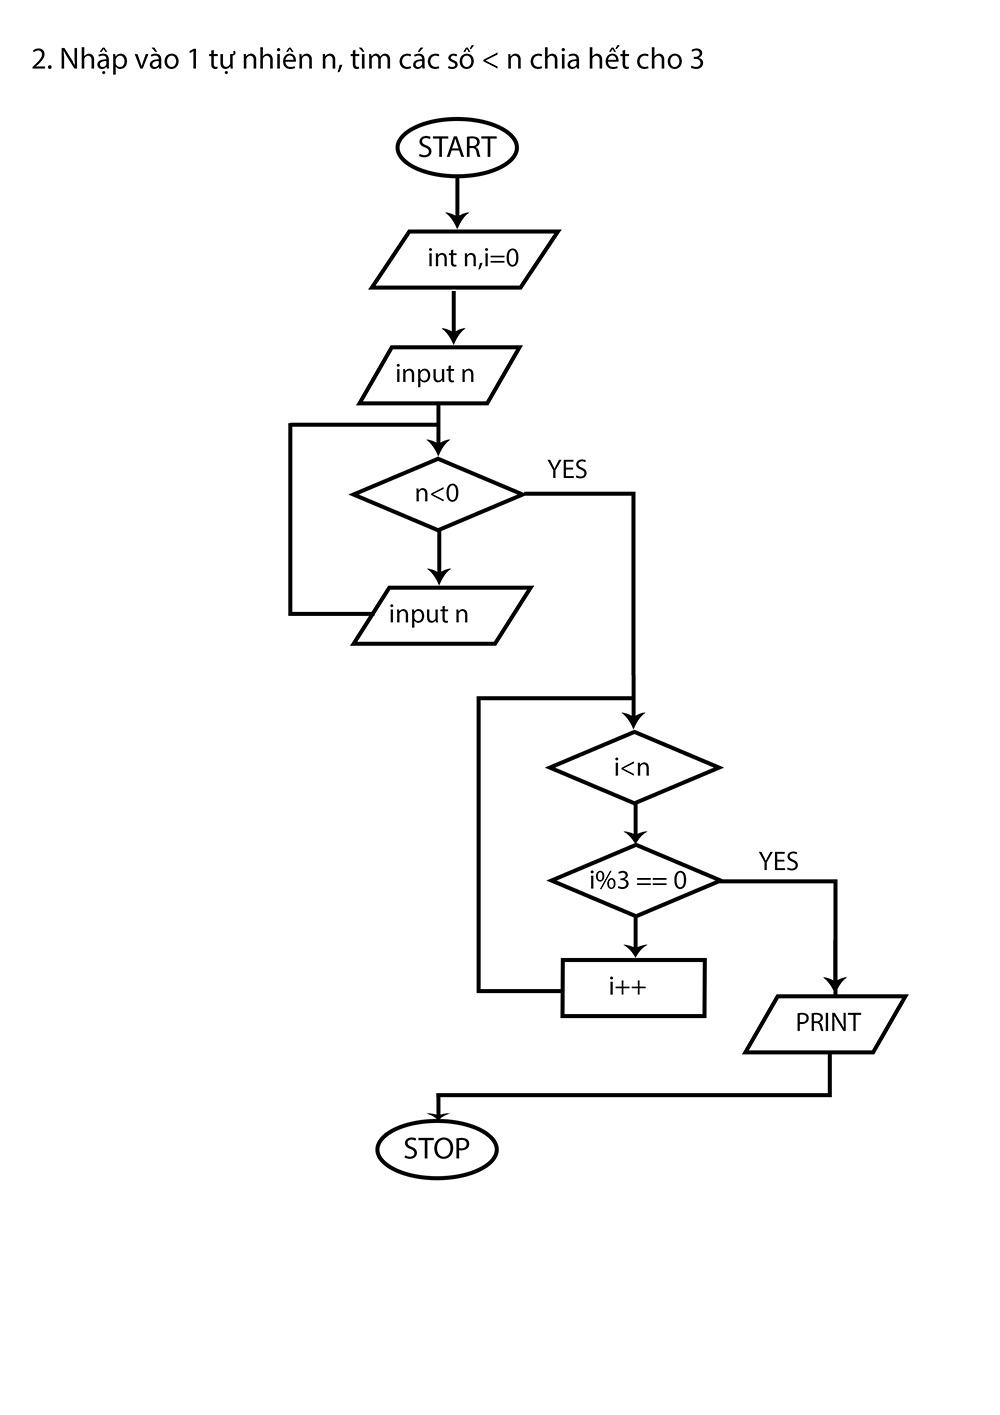 2. Nhập vào 1 tự nhiên n, tìm các số < n chia hết cho 3
START
int n,i=0
input n
n<0
YES
input n
i<n
i%3 == 0
YES
i++
PRINT
STOP